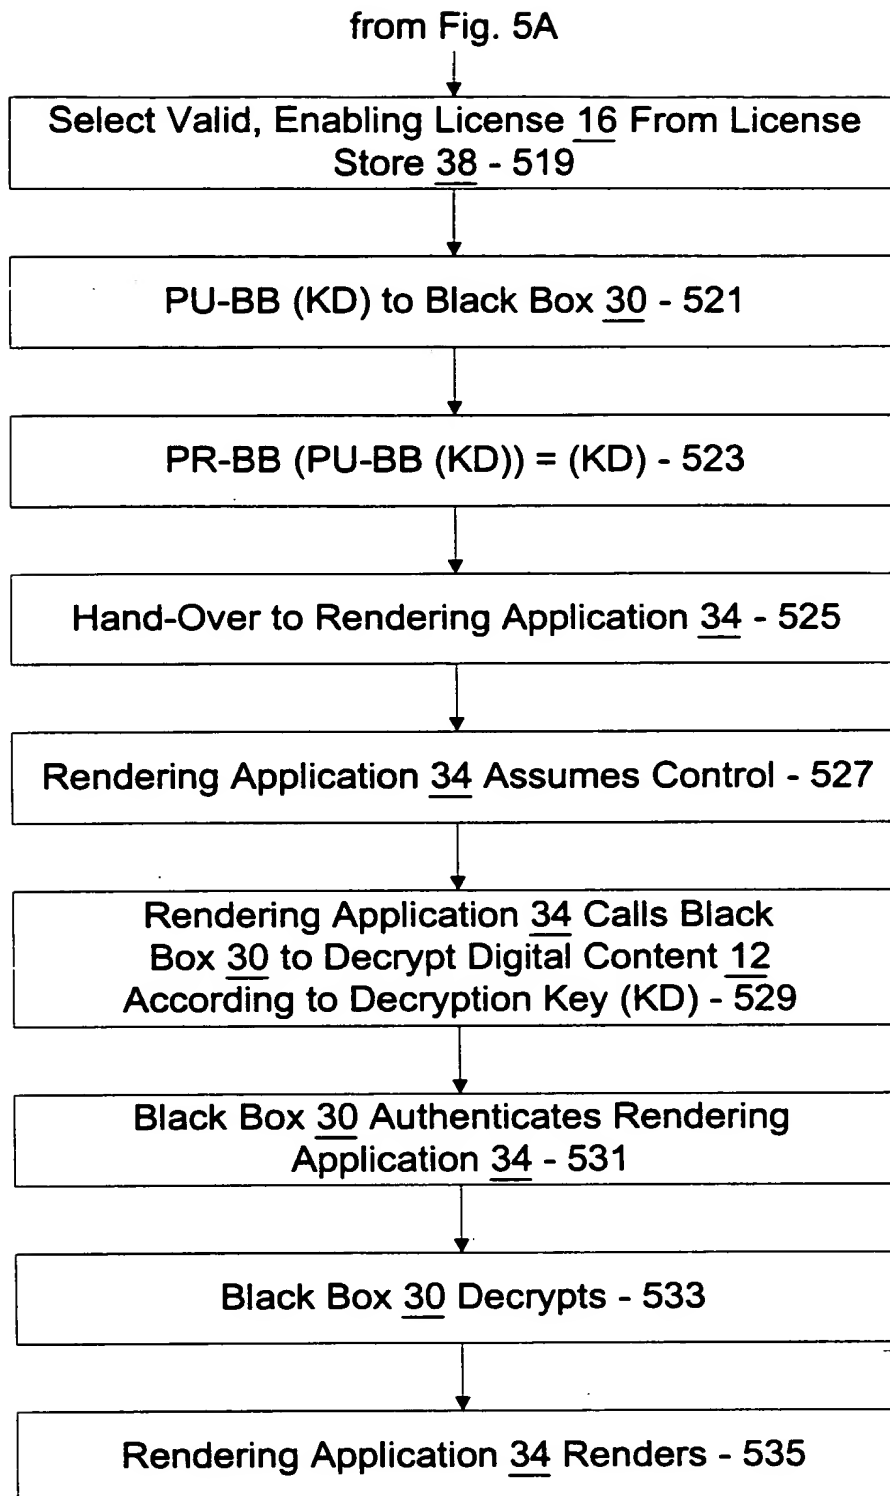 from Fig. 5A
Select Valid, Enabling License 16 From License
Store 38 - 519
PU-BB (KD) to Black Box 30 - 521
PR-BB (PU-BB (KD)) = (KD) - 523
Hand-Over to Rendering Application 34 - 525
Rendering Application 34 Assumes Control - 527
Rendering Application 34 Calls Black
Box 30 to Decrypt Digital Content 12
According to Decryption Key (KD) - 529
Black Box 30 Authenticates Rendering
Application 34 - 531
Black Box 30 Decrypts - 533
Rendering Application 34 Renders - 535